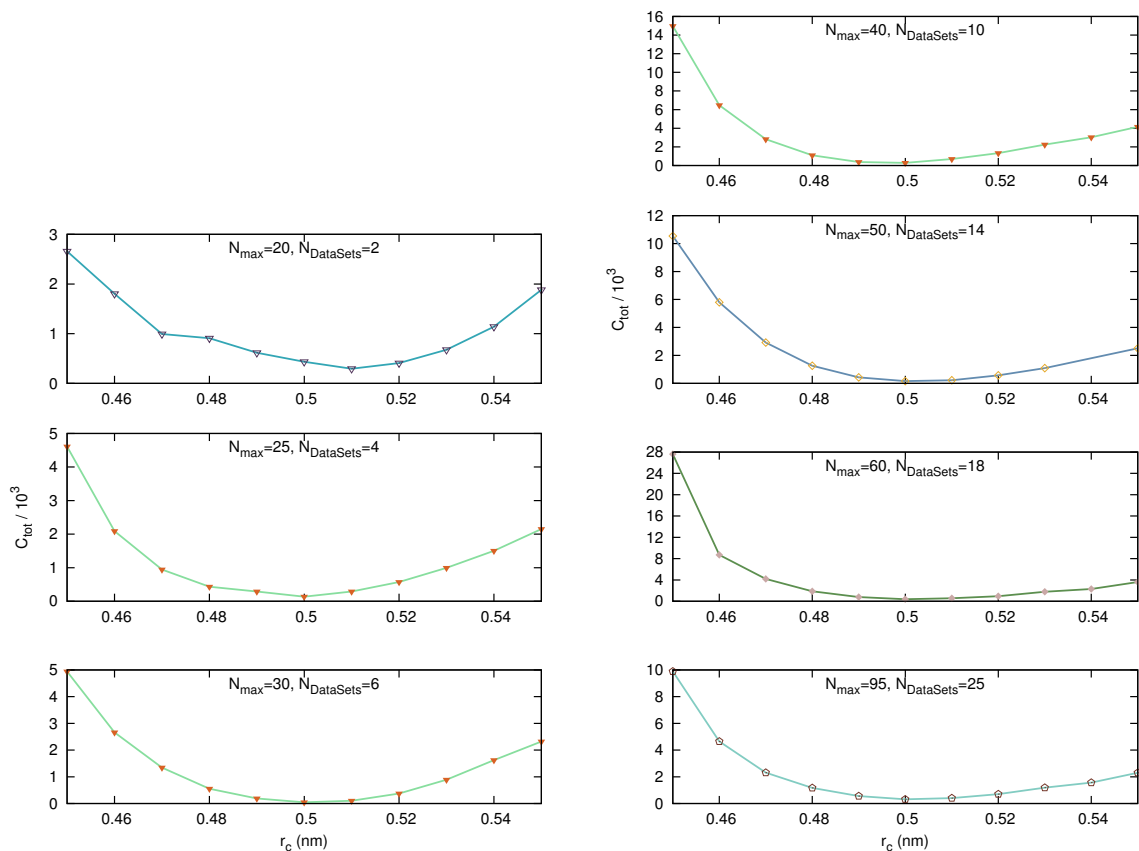 N_max=20, N_DataSets=2
3
2
1
0
0.46 0.48 0.5 0.52 0.54
N_max=25, N_DataSets=4
5
4
3
2
1
0
C_tot / 10^3
0.46 0.48 0.5 0.52 0.54
N_max=30, N_DataSets=6
5
4
3
2
1
0
0.46 0.48 0.5 0.52 0.54
r_c (nm)
N_max=40, N_DataSets=10
16
14
12
10
8
6
4
2
0
0.46 0.48 0.5 0.52 0.54
N_max=50, N_DataSets=14
12
10
8
6
4
2
0
C_tot / 10^3
0.46 0.48 0.5 0.52 0.54
N_max=60, N_DataSets=18
28
24
20
16
12
8
4
0
0.46 0.48 0.5 0.52 0.54
N_max=95, N_DataSets=25
10
8
6
4
2
0
0.46 0.48 0.5 0.52 0.54
r_c (nm)